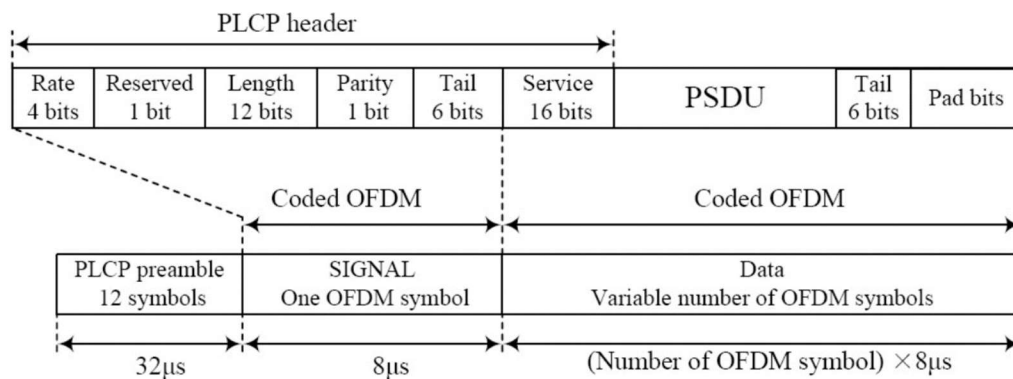 PLCP header
Rate
4 bits
Reserved
1 bit
Length
12 bits
Parity
1 bit
Tail
6 bits
Service
16 bits
PSDU
Tail
6 bits
Pad bits
Coded OFDM
Coded OFDM
PLCP preamble
12 symbols
SIGNAL
One OFDM symbol
Data
Variable number of OFDM symbols
32μs
8μs
(Number of OFDM symbol) ×8μs